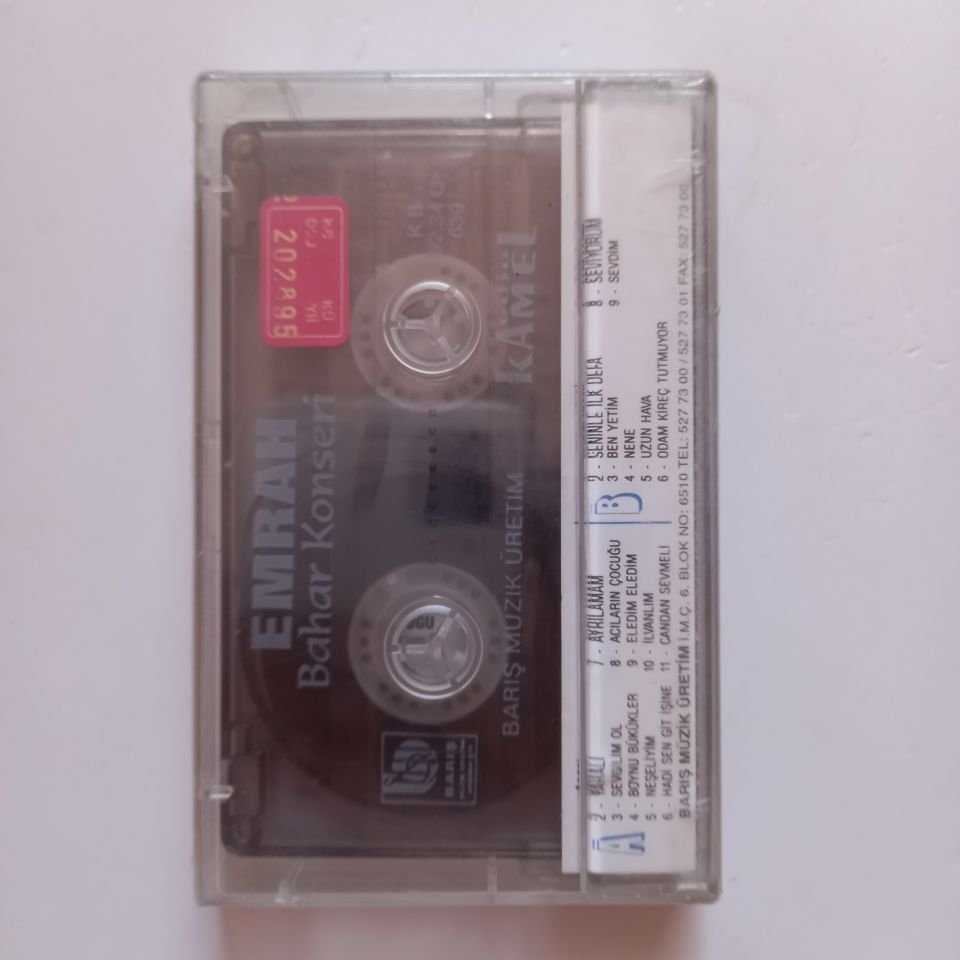 EMRAH
Bahar Konseri
202895
KB
639
KAMEL
BARIŞ MÜZİK ÜRETİM
BARIŞ
A
3 - SEVGİLİM OL
4 - BOYNU BÜKÜKLER
5 - NEŞELİYİM
6 - HADİ SEN GİT İŞİNE
7 - AYRILAMAM
8 - ACILARIN ÇOCUĞU
9 - ELEDİM ELEDİM
10 - ILVANLIM
11 - CANDAN SEVMELİ
B
2 - SENİNLE İLK DEFA
3 - BEN YETİM
4 - NENE
5 - UZUN HAVA
6 - ODAM KİREÇ TUTMUYOR
8 - SEVİYORUM
9 - SEVDİM
BARIŞ MÜZİK ÜRETİM İ.M.Ç. 6. BLOK NO: 6510 TEL: 527 73 00 / 527 73 01 FAX: 527 73 00